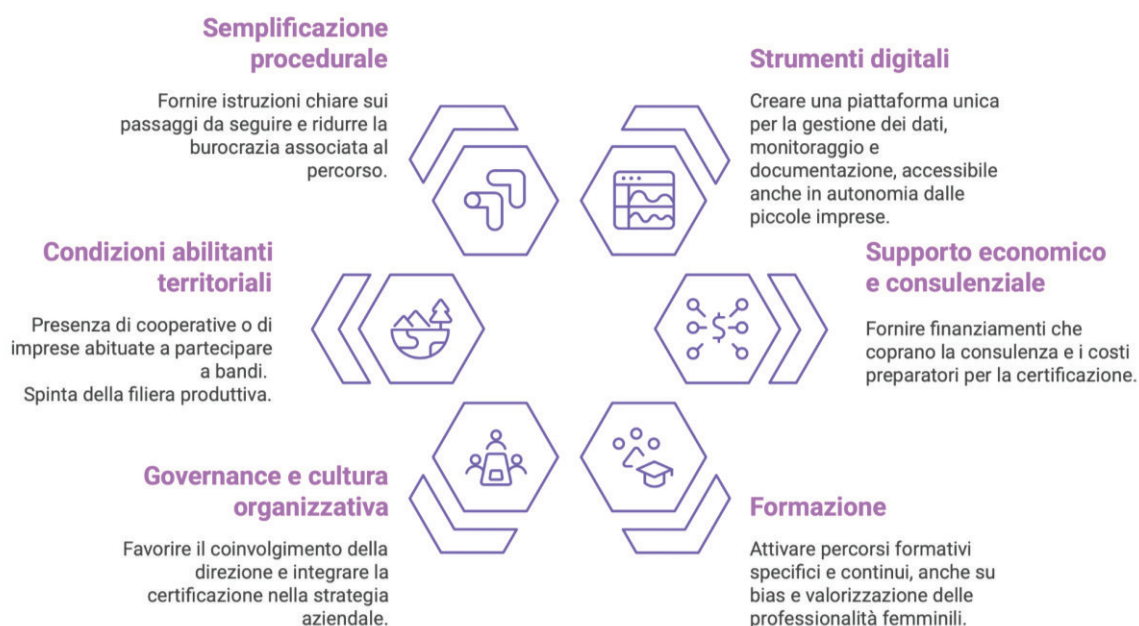 Semplificazione
procedurale
Fornire istruzioni chiare sui
passaggi da seguire e ridurre la
burocrazia associata al
percorso.
Strumenti digitali
Creare una piattaforma unica
per la gestione dei dati,
monitoraggio e
documentazione, accessibile
anche in autonomia dalle
piccole imprese.
Condizioni abilitanti
territoriali
Presenza di cooperative o di
imprese abituate a partecipare
a bandi.
Spinta della filiera produttiva.
Supporto economico
e consulenziale
Fornire finanziamenti che
coprano la consulenza e i costi
preparatori per la certificazione.
Governance e cultura
organizzativa
Favorire il coinvolgimento della
direzione e integrare la
certificazione nella strategia
aziendale.
Formazione
Attivare percorsi formativi
specifici e continui, anche su
bias e valorizzazione delle
professionalità femminili.